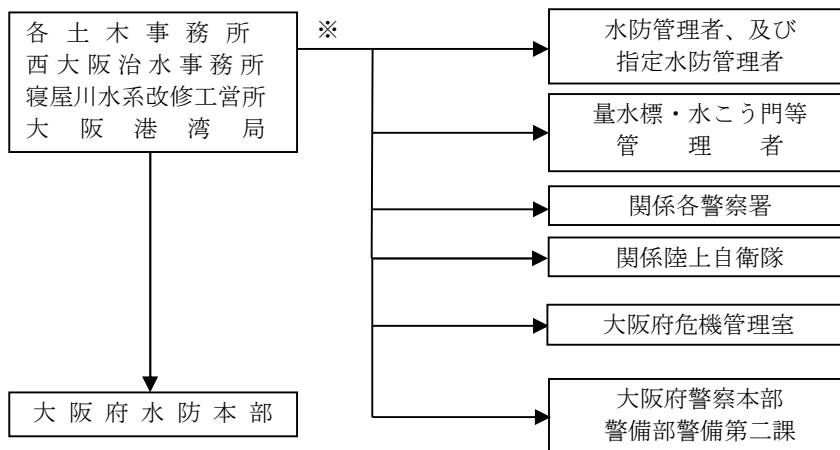 各土木事務所
西大阪治水事務所
寝屋川水系改修工営所
大阪港湾局
※
水防管理者、及び
指定水防管理者
量水標・水こう門等
管理者
関係各警察署
関係陸上自衛隊
大阪府危機管理室
大阪府水防本部
大阪府警察本部
警備部警備第二課